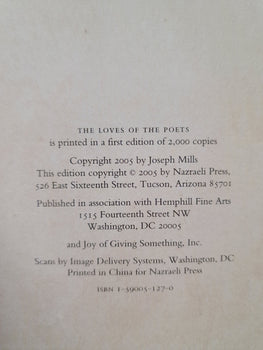 THE LOVES OF THE POETS
is printed in a first edition of 2,000 copies
Copyright 2005 by Joseph Mills
This edition copyright © 2005 by Nazraeli Press,
526 East Sixteenth Street, Tucson, Arizona 85701
Published in association with Hemphill Fine Arts
1515 Fourteenth Street NW
Washington, DC 20005
and Joy of Giving Something, Inc.
Scans by Image Delivery Systems, Washington, DC
Printed in China for Nazraeli Press
ISBN 1-59005-127-0